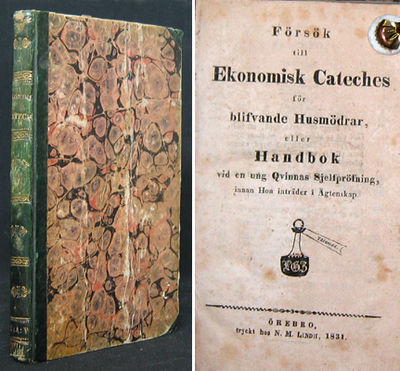 Försök
till
Ekonomisk Cateches
för
blifvande Husmödrar,
eller
Handbok
vid en ung Qvinnas Sjelfpröfning,
innan Hon inträder i Ägtenskap
ÖREBRO,
tryckt hos N. M. LINDH, 1831.